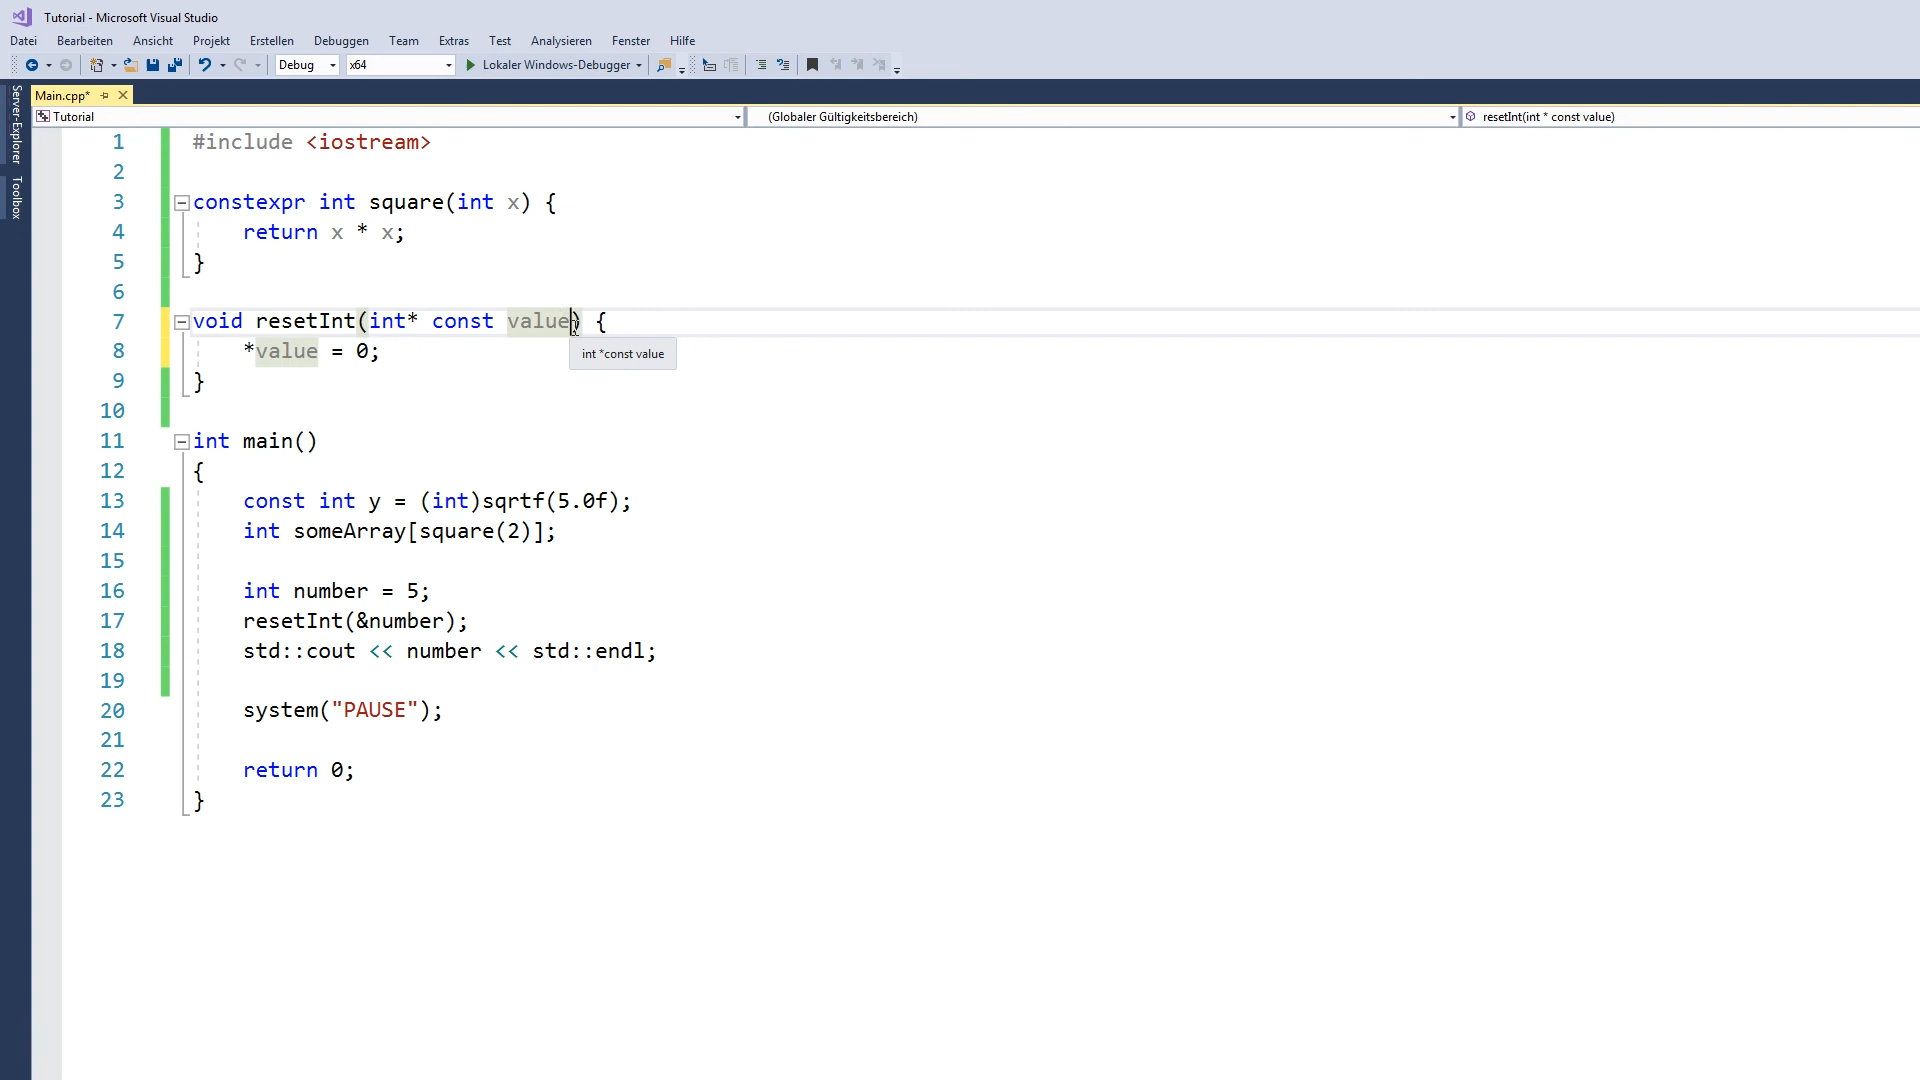 Tutorial - Microsoft Visual Studio
Datei Bearbeiten Ansicht Projekt Erstellen Debuggen Team Extras Test Analysieren Fenster Hilfe
Debug x64 Lokaler Windows-Debugger
Server-Explorer
Toolbox
Main.cpp*
Tutorial (Globaler Gültigkeitsbereich) resetInt(int * const value)
1 #include <iostream>
2
3 constexpr int square(int x) {
4 return x * x;
5 }
6
7 void resetInt(int* const value) {
8 *value = 0;
int *const value
9 }
10
11 int main()
12 {
13 const int y = (int)sqrtf(5.0f);
14 int someArray[square(2)];
15
16 int number = 5;
17 resetInt(&number);
18 std::cout << number << std::endl;
19
20 system("PAUSE");
21
22 return 0;
23 }